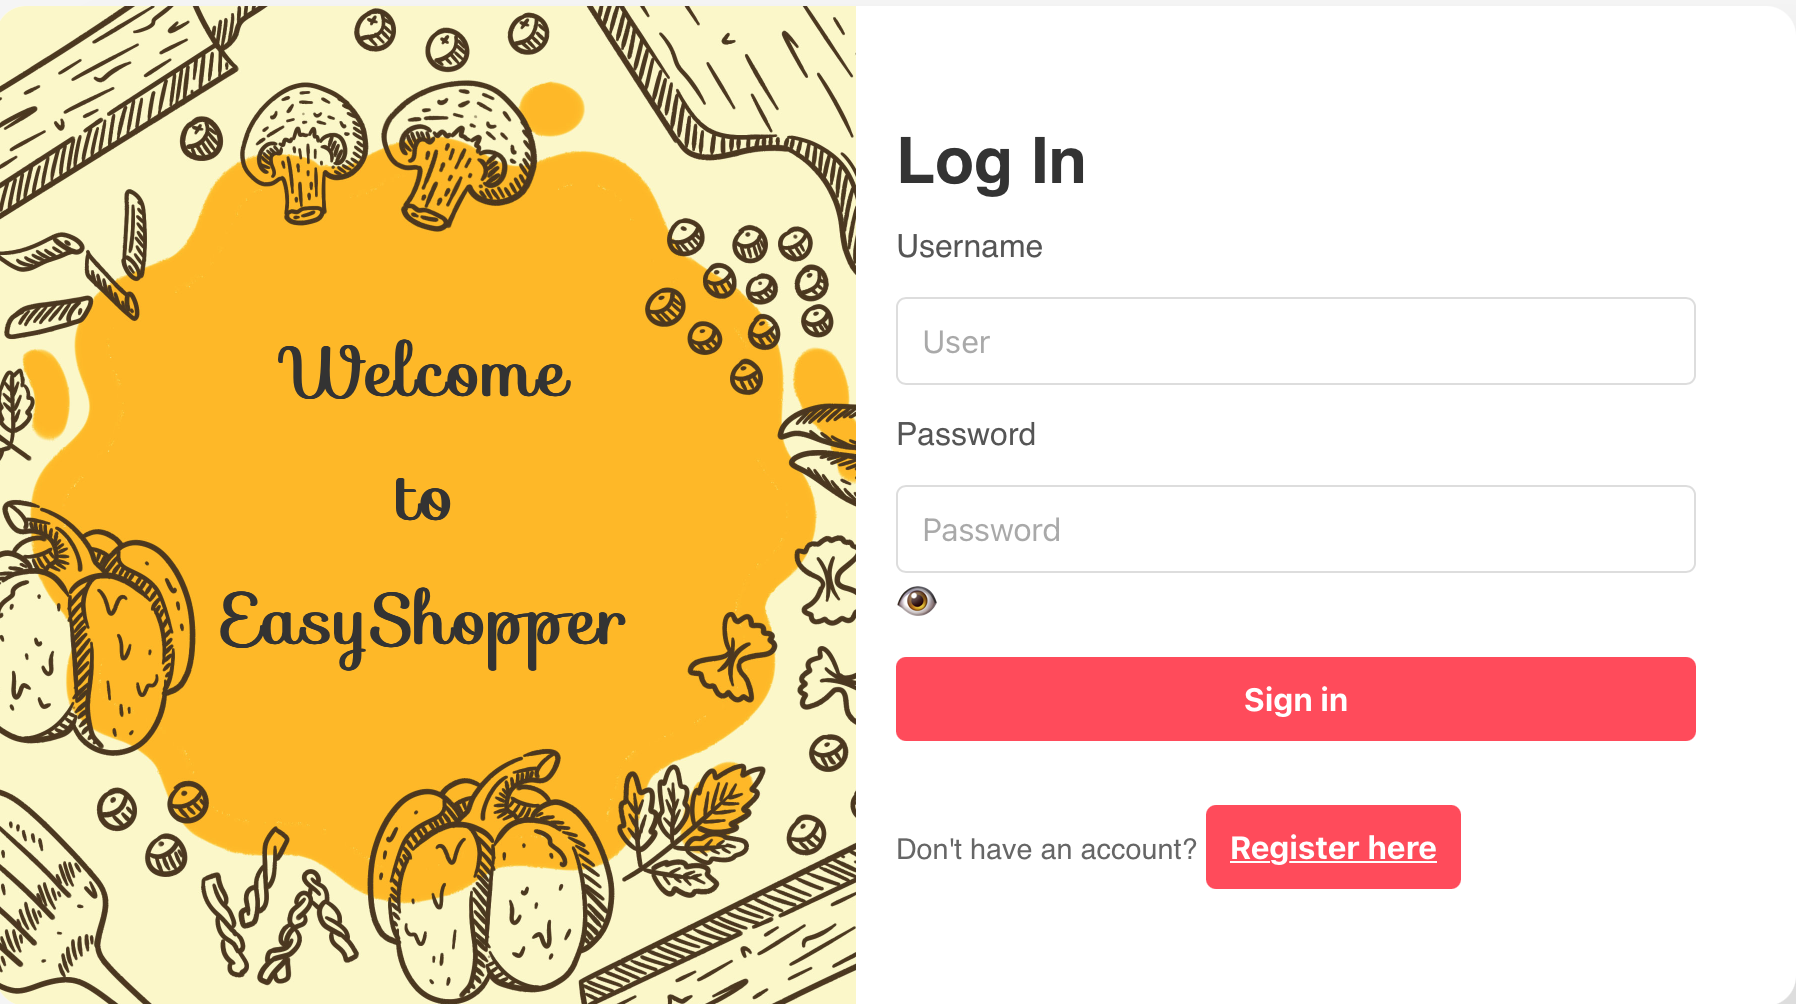 Welcome
to
EasyShopper
Log In
Username
User
Password
Password
Sign in
Don't have an account? Register here